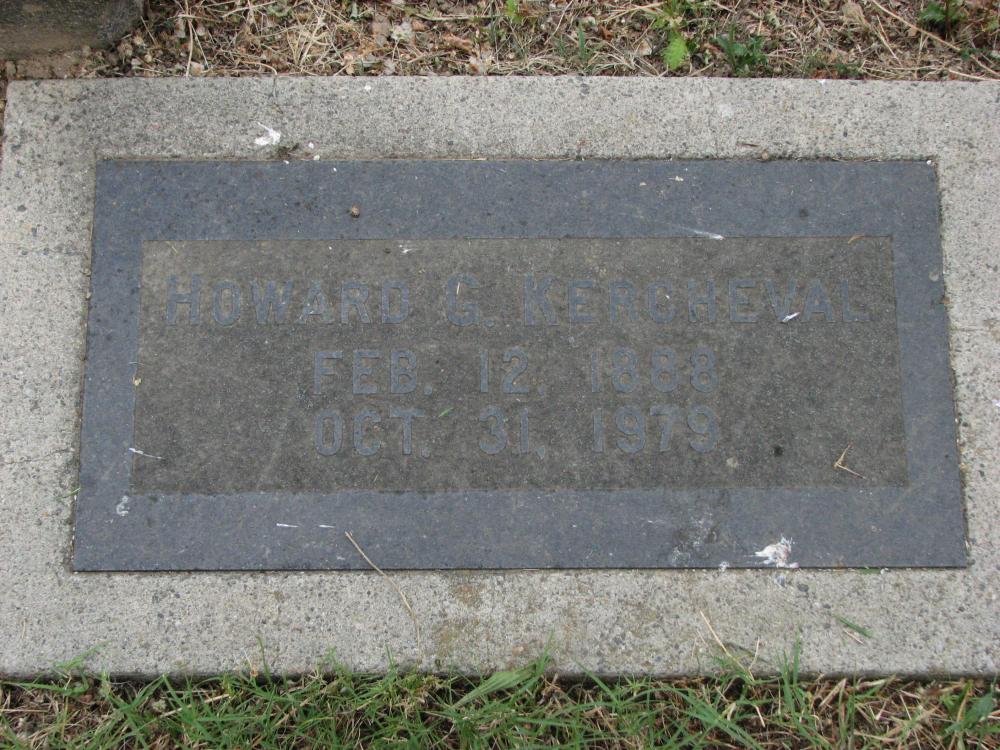 HOWARD G. KERCHEVAL
FEB. 12, 1888
OCT. 31, 1979